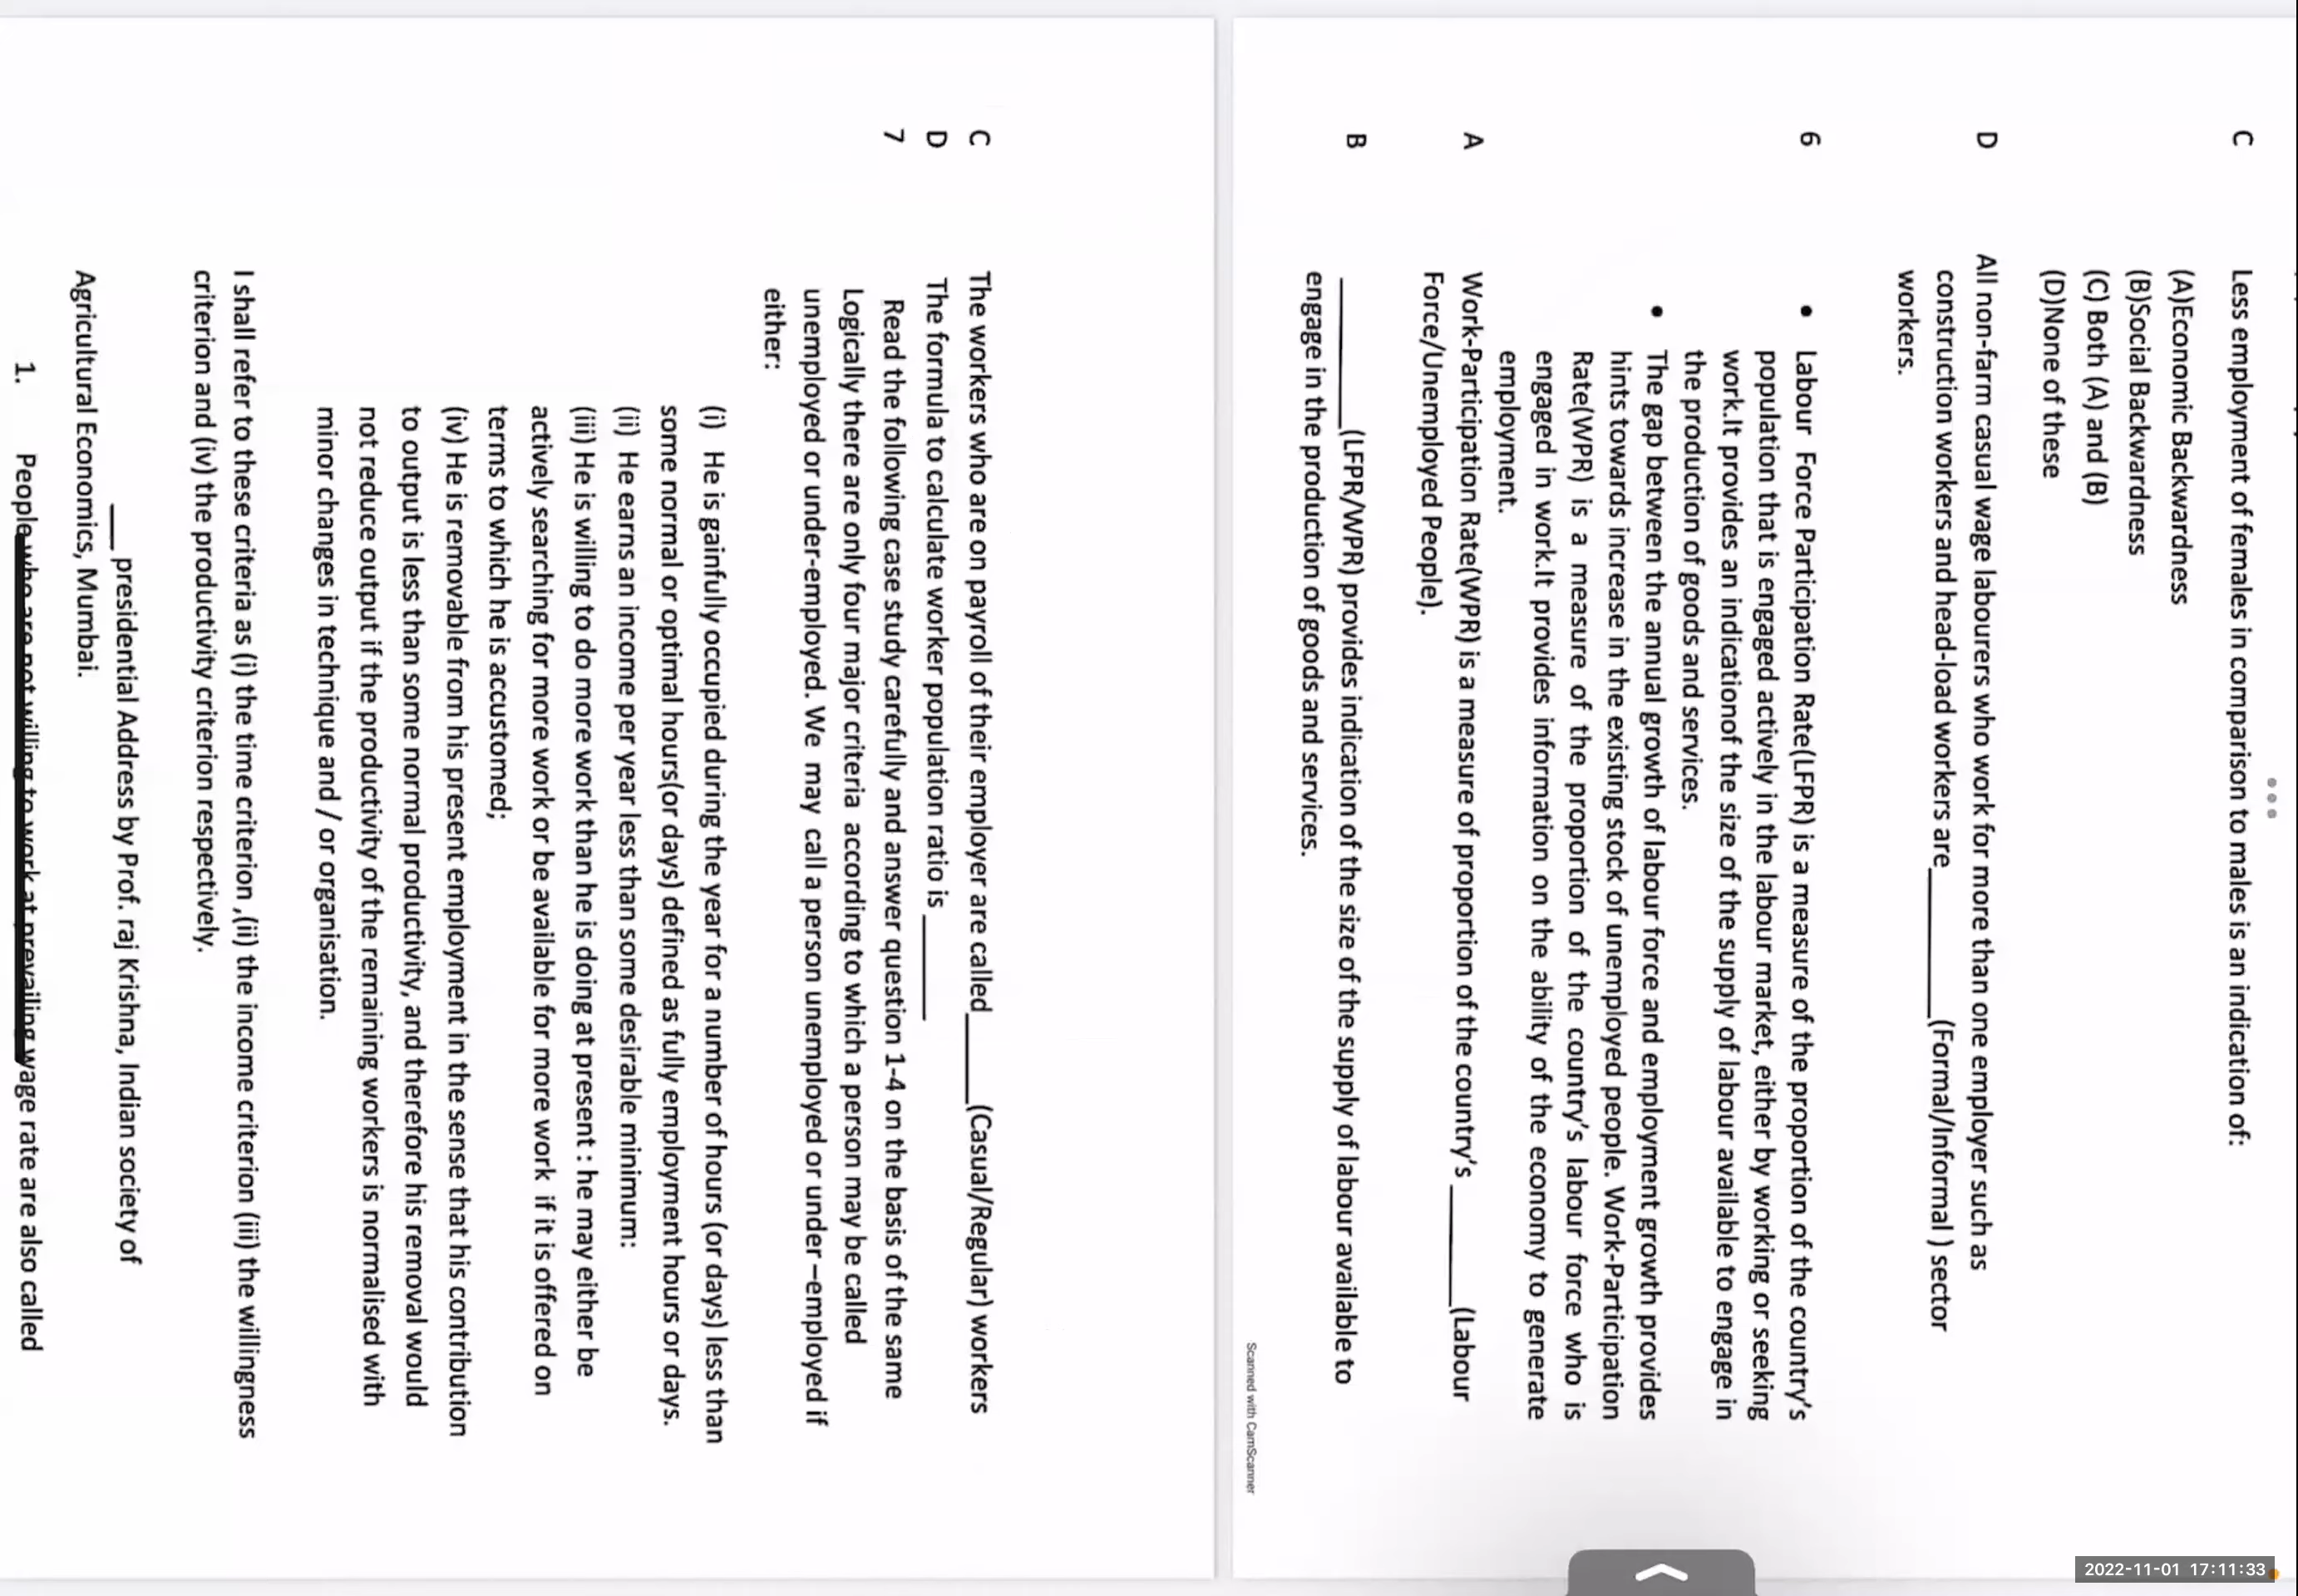 C Less employment of females in comparison to males is an indication of:
(A)Economic Backwardness
(B)Social Backwardness
(C) Both (A) and (B)
(D)None of these
D All non-farm casual wage labourers who work for more than one employer such as
construction workers and head-load workers are__________(Formal/Informal ) sector
workers.
6 • Labour Force Participation Rate(LFPR) is a measure of the proportion of the country's
population that is engaged actively in the labour market, either by working or seeking
work.It provides an indicationof the size of the supply of labour available to engage in
the production of goods and services.
• The gap between the annual growth of labour force and employment growth provides
hints towards increase in the existing stock of unemployed people. Work-Participation
Rate(WPR) is a measure of the proportion of the country's labour force who is
engaged in work.It provides information on the ability of the economy to generate
employment.
A Work-Participation Rate(WPR) is a measure of proportion of the country's ________(Labour
Force/Unemployed People).
B __________(LFPR/WPR) provides indication of the size of the supply of labour available to
engage in the production of goods and services.
Scanned with CamScanner
C The workers who are on payroll of their employer are called______(Casual/Regular) workers
D The formula to calculate worker population ratio is _______
7 Read the following case study carefully and answer question 1-4 on the basis of the same
Logically there are only four major criteria according to which a person may be called
unemployed or under-employed. We may call a person unemployed or under –employed if
either:
(i) He is gainfully occupied during the year for a number of hours (or days) less than
some normal or optimal hours(or days) defined as fully employment hours or days.
(ii) He earns an income per year less than some desirable minimum:
(iii) He is willing to do more work than he is doing at present : he may either be
actively searching for more work or be available for more work if it is offered on
terms to which he is accustomed;
(iv) He is removable from his present employment in the sense that his contribution
to output is less than some normal productivity, and therefore his removal would
not reduce output if the productivity of the remaining workers is normalised with
minor changes in technique and / or organisation.
I shall refer to these criteria as (i) the time criterion ,(ii) the income criterion (iii) the willingness
criterion and (iv) the productivity criterion respectively.
___ presidential Address by Prof. raj Krishna, Indian society of
Agricultural Economics, Mumbai.
1. People who are not willing to work at prevailing wage rate are also called
2022-11-01 17:11:33